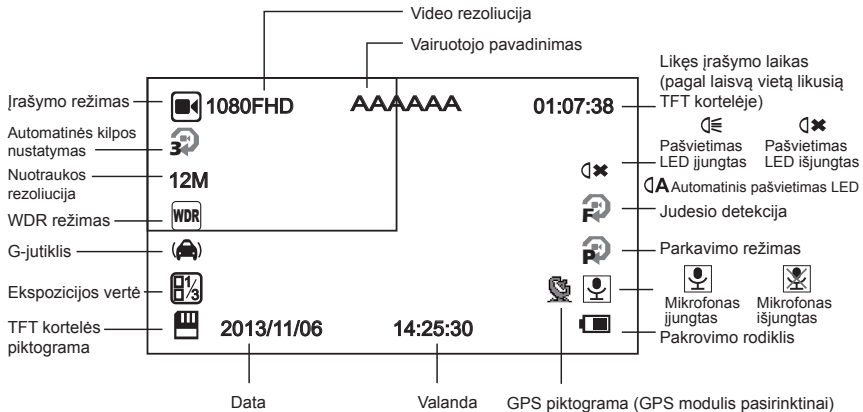 Video rezoliucija
Vairuotojo pavadinimas
Likęs įrašymo laikas
(pagal laisvą vietą likusią
TFT kortelėje)
Įrašymo režimas
1080FHD
AAAAAA
01:07:38
Automatinės kilpos
nustatymas
3
Pašvietimas
LED įjungtas
Pašvietimas
LED išjungtas
Nuotraukos
rezoliucija
12M
A Automatinis pašvietimas LED
WDR režimas
WDR
F
Judesio detekcija
G-jutiklis
P
Parkavimo režimas
Ekspozicijos vertė
1/3
Mikrofonas
įjungtas
Mikrofonas
išjungtas
TFT kortelės
piktograma
2013/11/06
14:25:30
Pakrovimo rodiklis
Data
Valanda
GPS piktograma (GPS modulis pasirinktinai)